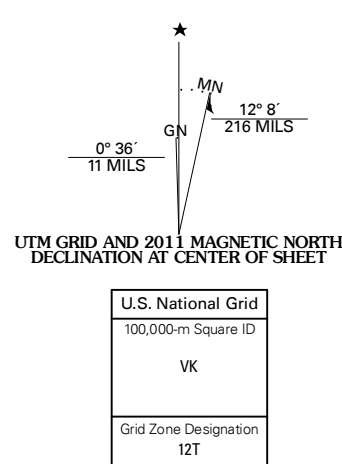 MN
GN
12° 8´
216 MILS
0° 36´
11 MILS
UTM GRID AND 2011 MAGNETIC NORTH
DECLINATION AT CENTER OF SHEET
U.S. National Grid
100,000-m Square ID
VK
Grid Zone Designation
12T